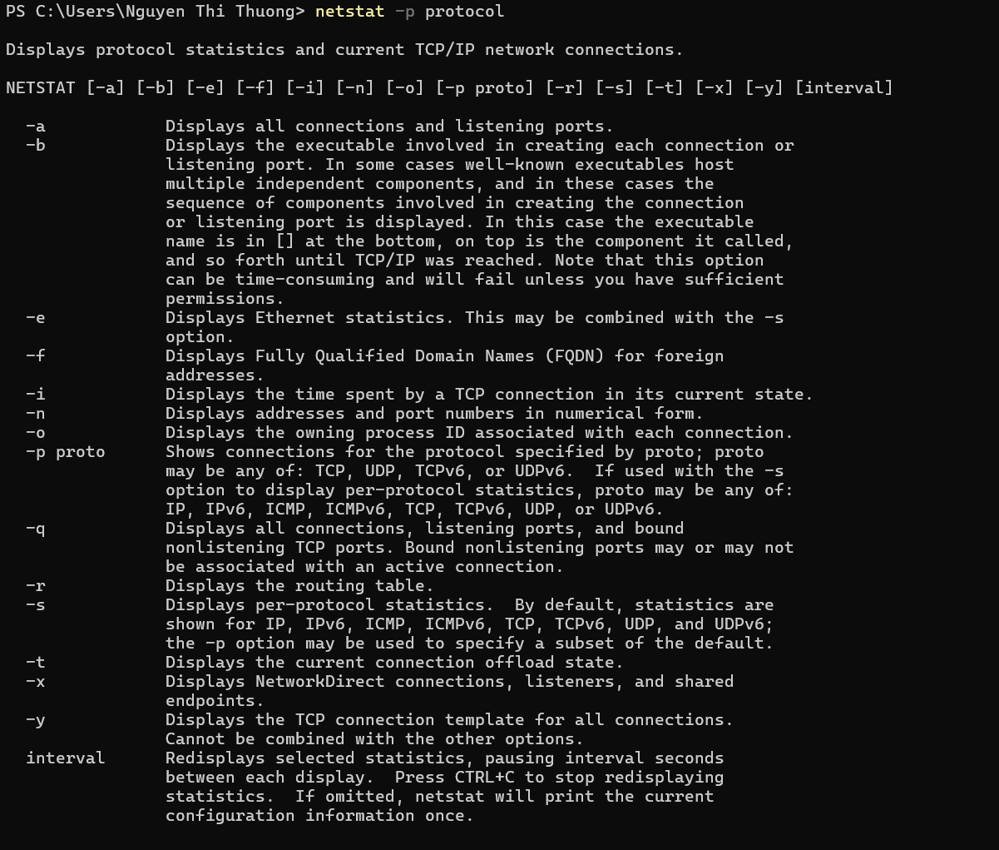 PS C:\Users\Nguyen Thi Thuong> netstat -p protocol
Displays protocol statistics and current TCP/IP network connections.
NETSTAT [-a] [-b] [-e] [-f] [-i] [-n] [-o] [-p proto] [-r] [-s] [-t] [-x] [-y] [interval]
-a Displays all connections and listening ports.
-b Displays the executable involved in creating each connection or
listening port. In some cases well-known executables host
multiple independent components, and in these cases the
sequence of components involved in creating the connection
or listening port is displayed. In this case the executable
name is in [] at the bottom, on top is the component it called,
and so forth until TCP/IP was reached. Note that this option
can be time-consuming and will fail unless you have sufficient
permissions.
-e Displays Ethernet statistics. This may be combined with the -s
option.
-f Displays Fully Qualified Domain Names (FQDN) for foreign
addresses.
-i Displays the time spent by a TCP connection in its current state.
-n Displays addresses and port numbers in numerical form.
-o Displays the owning process ID associated with each connection.
-p proto Shows connections for the protocol specified by proto; proto
may be any of: TCP, UDP, TCPv6, or UDPv6.  If used with the -s
option to display per-protocol statistics, proto may be any of:
IP, IPv6, ICMP, ICMPv6, TCP, TCPv6, UDP, or UDPv6.
-q Displays all connections, listening ports, and bound
nonlistening TCP ports. Bound nonlistening ports may or may not
be associated with an active connection.
-r Displays the routing table.
-s Displays per-protocol statistics.  By default, statistics are
shown for IP, IPv6, ICMP, ICMPv6, TCP, TCPv6, UDP, and UDPv6;
the -p option may be used to specify a subset of the default.
-t Displays the current connection offload state.
-x Displays NetworkDirect connections, listeners, and shared
endpoints.
-y Displays the TCP connection template for all connections.
Cannot be combined with the other options.
interval Redisplays selected statistics, pausing interval seconds
between each display.  Press CTRL+C to stop redisplaying
statistics.  If omitted, netstat will print the current
configuration information once.